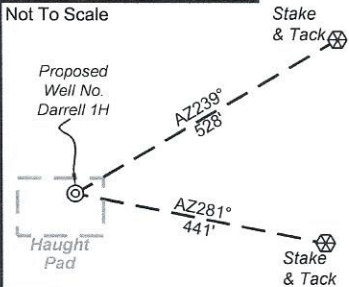 Not To Scale
Stake
& Tack
Proposed
Well No.
Darrell 1H
AZ239°
528'
AZ281°
441'
Haught
Pad
Stake
& Tack